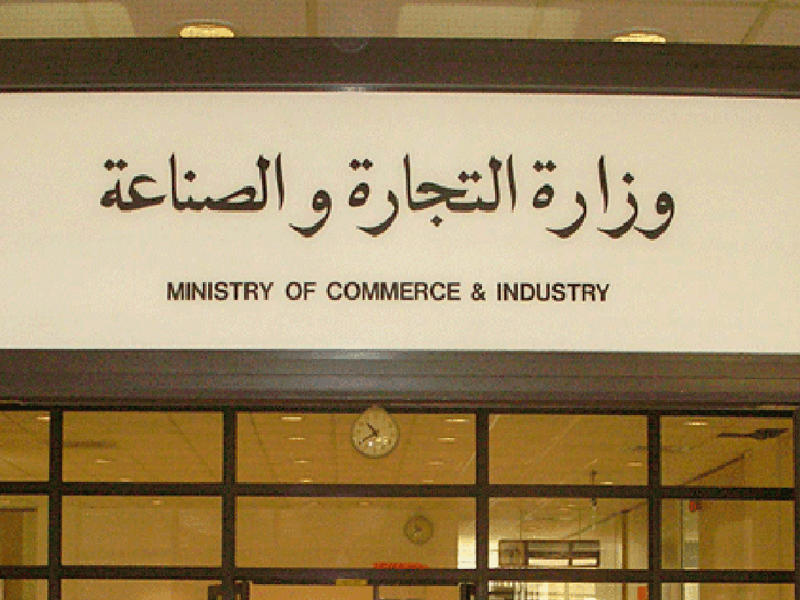 وزارة التجارة و الصناعة
MINISTRY OF COMMERCE & INDUSTRY